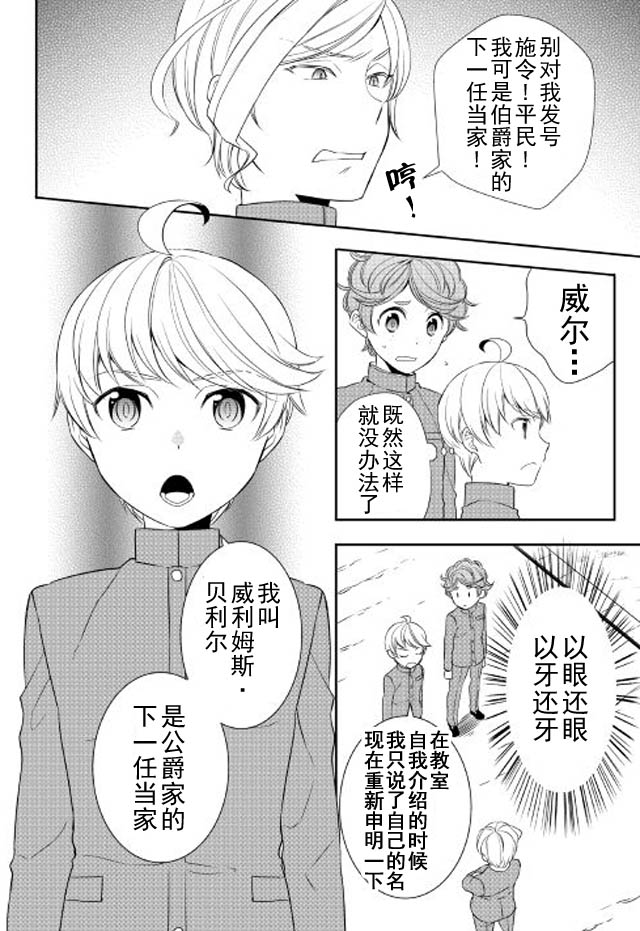 别对我发号
施令！平民！
我可是伯爵家的
下一任当家！
哼！
威尔…
既然这样
就没办法了
以眼还眼
以牙还牙
在教室
自我介绍的时候
我只说了自己的名
现在重新申明一下
我叫
威利姆斯·
贝利尔
是公爵家的
下一任当家